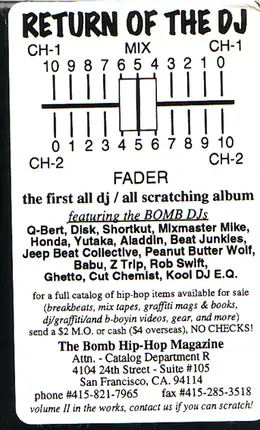 RETURN OF THE DJ
CH-1 MIX CH-1
10 9 8 7 6 5 4 3 2 1 0
0 1 2 3 4 5 6 7 8 9 10
CH-2 CH-2
FADER
the first all dj / all scratching album
featuring the BOMB DJs
Q-Bert, Disk, Shortkut, Mixmaster Mike,
Honda, Yutaka, Aladdin, Beat Junkies,
Jeep Beat Collective, Peanut Butter Wolf,
Babu, Z Trip, Rob Swift,
Ghetto, Cut Chemist, Kool DJ E.Q.
for a full catalog of hip-hop items available for sale
(breakbeats, mix tapes, graffiti mags & books,
dj/graffiti/and b-boyin videos, gear, and more)
send a $2 M.O. or cash ($4 overseas), NO CHECKS!
The Bomb Hip-Hop Magazine
Attn. - Catalog Department R
4104 24th Street - Suite #105
San Francisco, CA. 94114
phone #415-821-7965 fax #415-285-3518
volume II in the works, contact us if you can scratch!